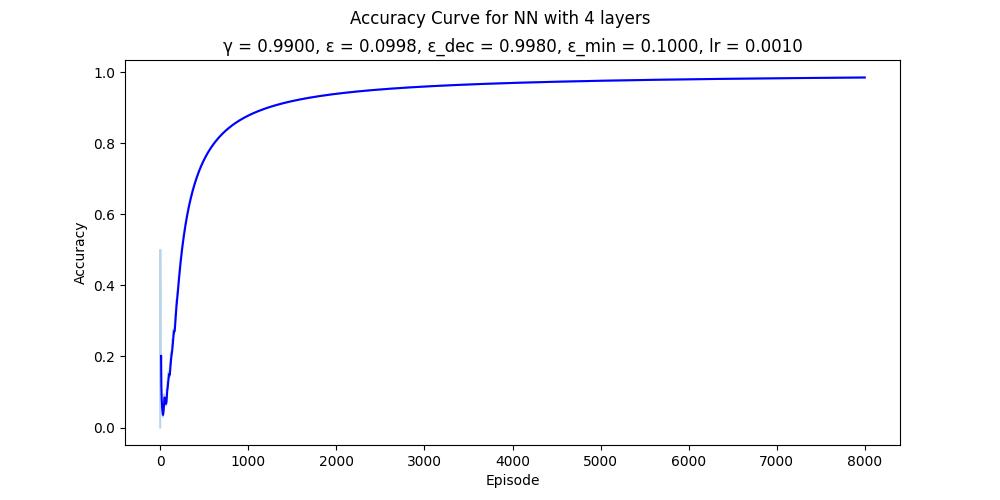 Accuracy Curve for NN with 4 layers
γ = 0.9900, ε = 0.0998, ε_dec = 0.9980, ε_min = 0.1000, lr = 0.0010
1.0
0.8
0.6
0.4
0.2
0.0
Accuracy
0 1000 2000 3000 4000 5000 6000 7000 8000
Episode